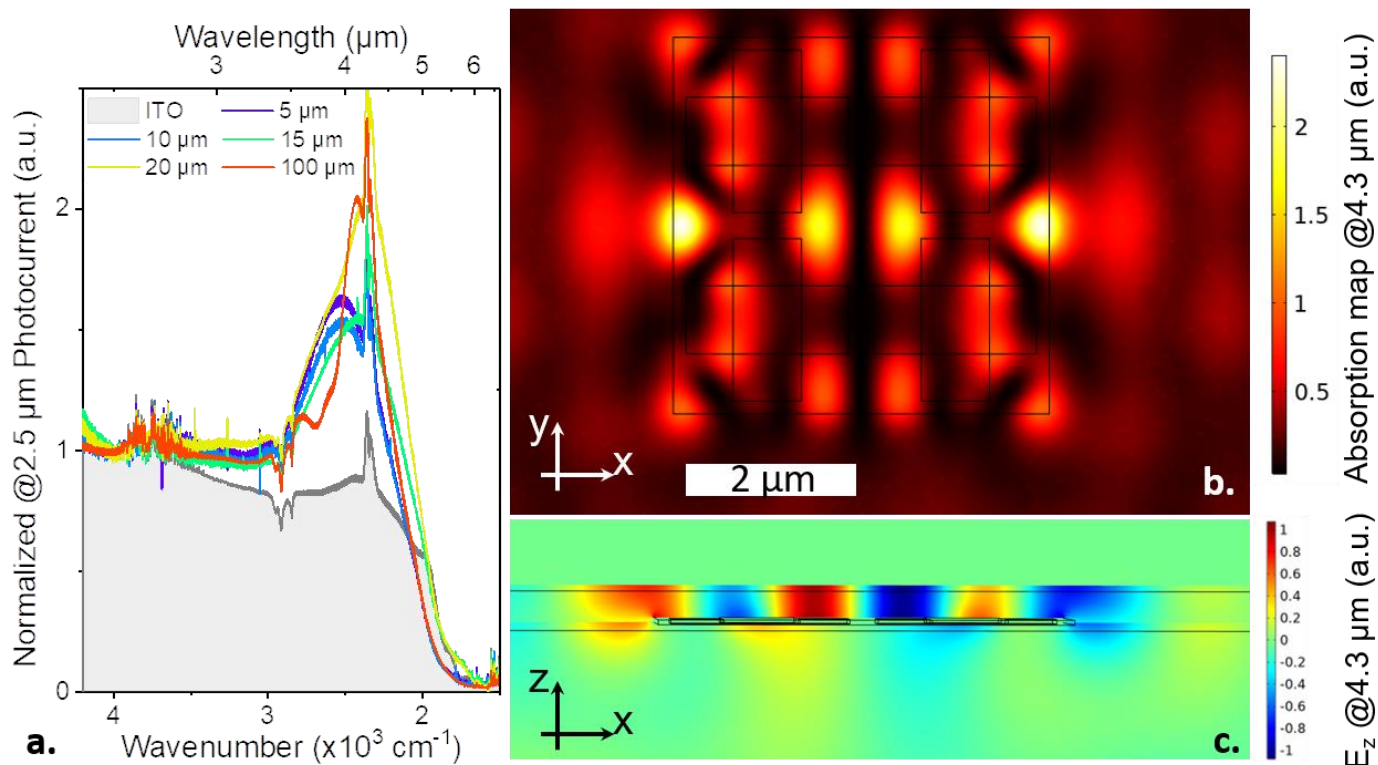 Wavelength (µm)
3 4 5 6
Normalized @2.5 µm Photocurrent (a.u.)
2
1
0
ITO 5 µm
10 µm 15 µm
20 µm 100 µm
4 3 2
Wavenumber (x10³ cm⁻¹)
a.
y
x
2 µm
b.
2
1.5
1
0.5
Absorption map @4.3 µm (a.u.)
z
x
c.
1
0.8
0.6
0.4
0.2
0
-0.2
-0.4
-0.6
-0.8
-1
E_z @4.3 µm (a.u.)